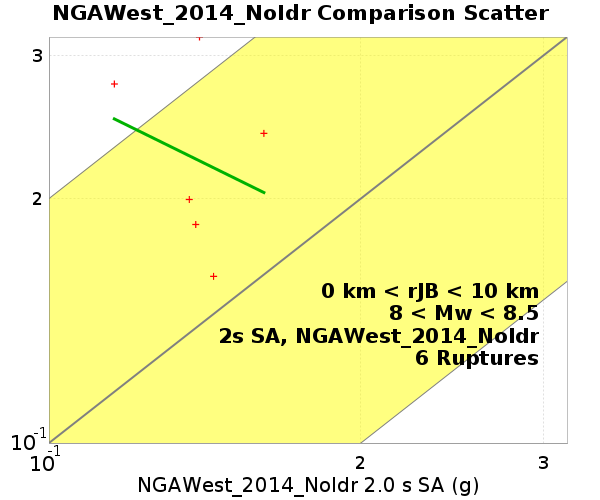 NGAWest_2014_NoIdr Comparison Scatter
3
2
10-1
10-1
2
3
0 km < rJB < 10 km
8 < Mw < 8.5
2s SA, NGAWest_2014_NoIdr
6 Ruptures
NGAWest_2014_NoIdr 2.0 s SA (g)